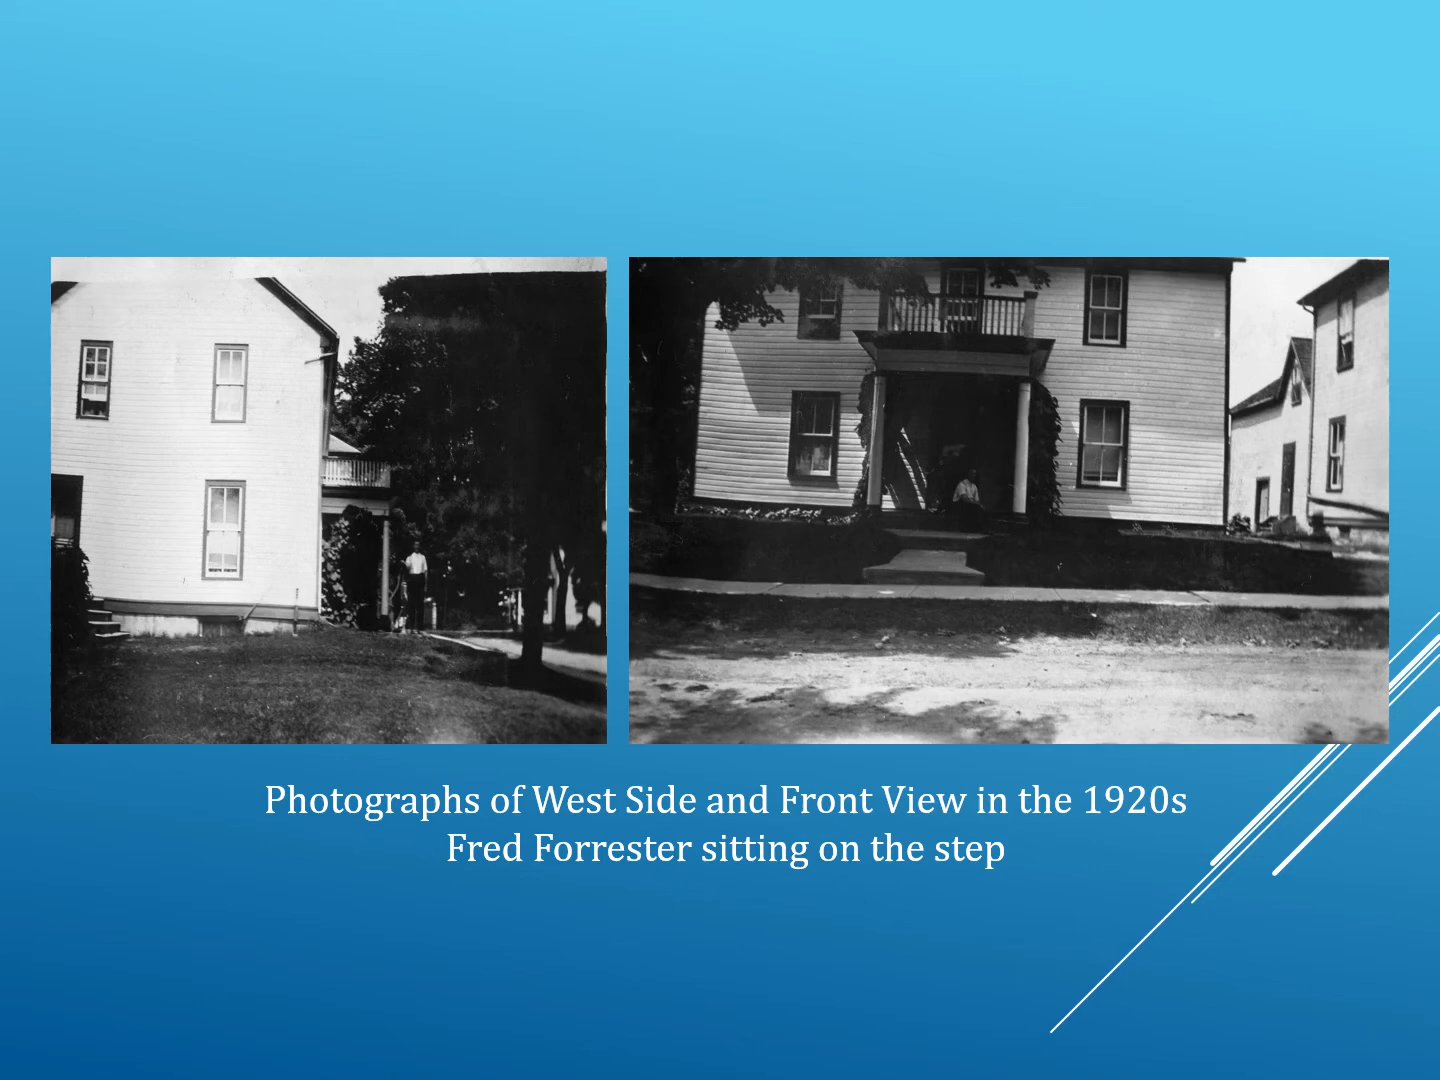 Photographs of West Side and Front View in the 1920s
Fred Forrester sitting on the step